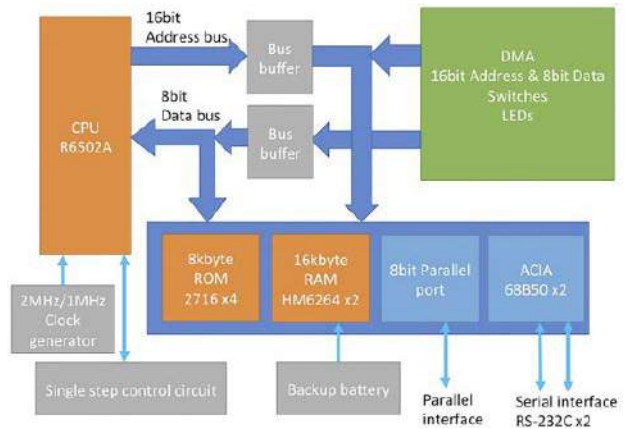 16bit
Address bus
Bus
buffer
DMA
16bit Address & 8bit Data
Switches
LEDs
8bit
Data bus
CPU
R6502A
Bus
buffer
8kbyte
ROM
2716 x4
16kbyte
RAM
HM6264 x2
8bit Parallel
port
ACIA
68B50 x2
2MHz/1MHz
Clock
generator
Single step control circuit
Backup battery
Parallel
interface
Serial interface
RS-232C x2